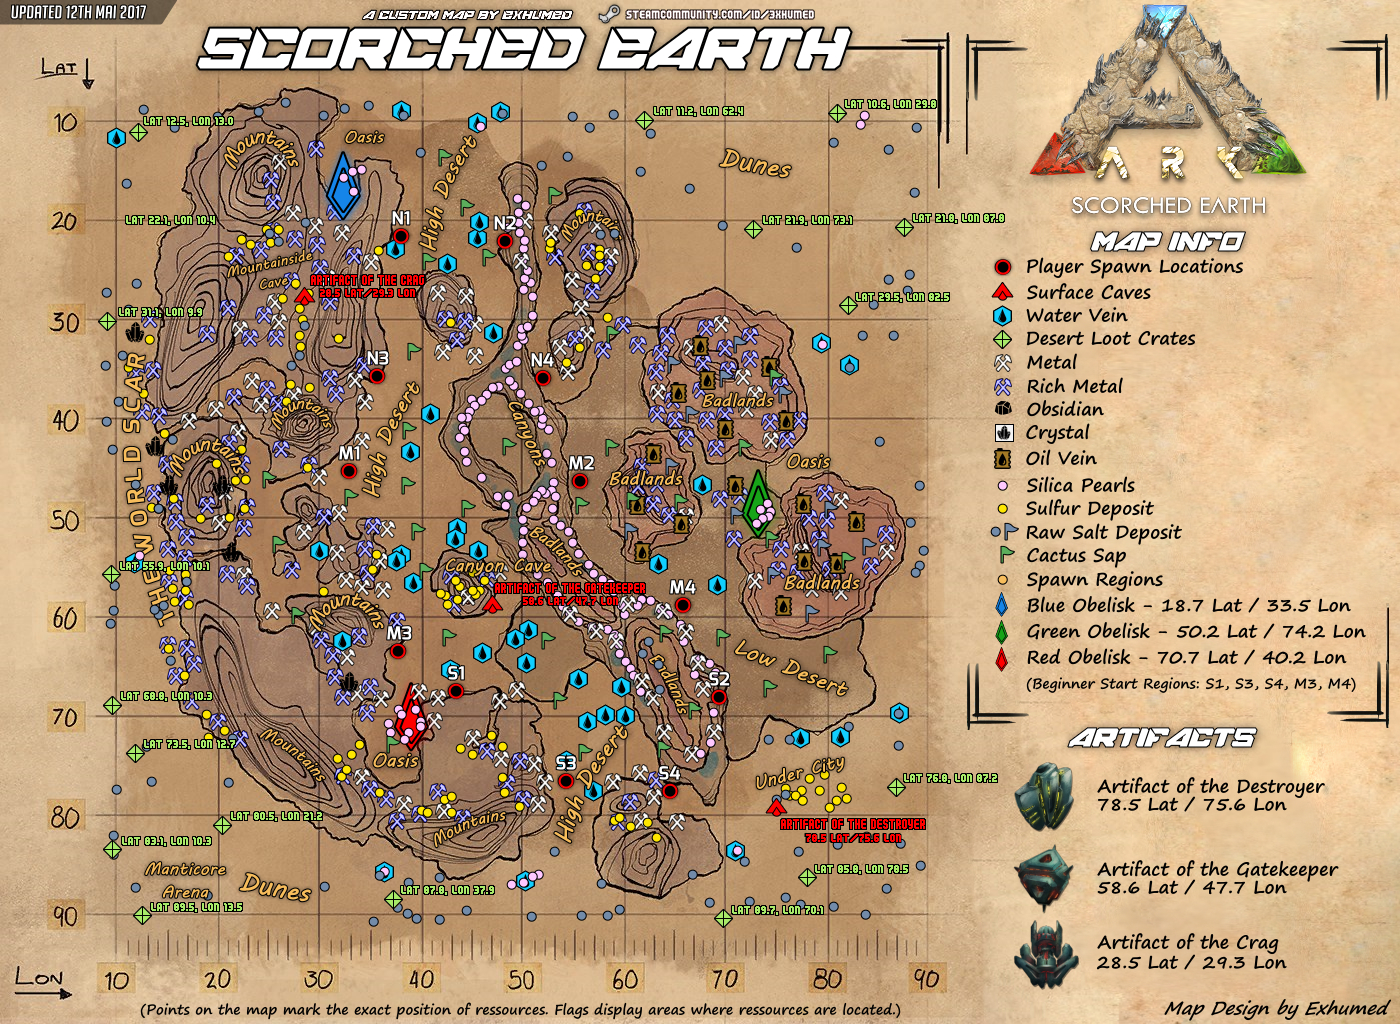 UPDATED 12TH MAI 2017
A CUSTOM MAP BY EXHUMED
STEAMCOMMUNITY.COM/ID/3XHUMED
SCORCHED EARTH
LAT
10
20
30
40
50
60
70
80
90
LON
10
20
30
40
50
60
70
80
90
LAT 12.5, LON 13.0
LAT 11.2, LON 62.4
LAT 10.6, LON 29.8
Mountains
Oasis
High Desert
Dunes
LAT 22.1, LON 10.4
N1
N2
Mountain
LAT 21.9, LON 73.1
LAT 21.8, LON 87.8
Mountainside
Cave
ARTIFACT OF THE CRAG
28.5 LAT/29.3 LON
LAT 31.1, LON 9.9
LAT 29.5, LON 82.5
N3
N4
THE WORLD SCAR
Mountains
High Desert
Canyons
Badlands
Mountains
M1
M2
Badlands
Oasis
Badlands
Canyon Cave
LAT 55.9, LON 10.1
ARTIFACT OF THE GATEKEEPER
58.6 LAT/47.7 LON
M4
Badlands
Mountains
M3
Low Desert
S1
Badlands
S2
LAT 68.8, LON 10.3
LAT 73.5, LON 12.7
Mountains
Oasis
S3
High Desert
S4
Under City
LAT 76.8, LON 87.2
Mountains
LAT 80.5, LON 21.2
ARTIFACT OF THE DESTROYER
78.5 LAT/75.6 LON
LAT 83.1, LON 10.3
Manticore
Arena
Dunes
LAT 87.8, LON 37.9
LAT 85.8, LON 78.5
LAT 89.5, LON 13.5
LAT 89.7, LON 70.1
(Points on the map mark the exact position of ressources. Flags display areas where ressources are located.)
ARK
SCORCHED EARTH
MAP INFO
Player Spawn Locations
Surface Caves
Water Vein
Desert Loot Crates
Metal
Rich Metal
Obsidian
Crystal
Oil Vein
Silica Pearls
Sulfur Deposit
Raw Salt Deposit
Cactus Sap
Spawn Regions
Blue Obelisk - 18.7 Lat / 33.5 Lon
Green Obelisk - 50.2 Lat / 74.2 Lon
Red Obelisk - 70.7 Lat / 40.2 Lon
(Beginner Start Regions: S1, S3, S4, M3, M4)
ARTIFACTS
Artifact of the Destroyer
78.5 Lat / 75.6 Lon
Artifact of the Gatekeeper
58.6 Lat / 47.7 Lon
Artifact of the Crag
28.5 Lat / 29.3 Lon
Map Design by Exhumed